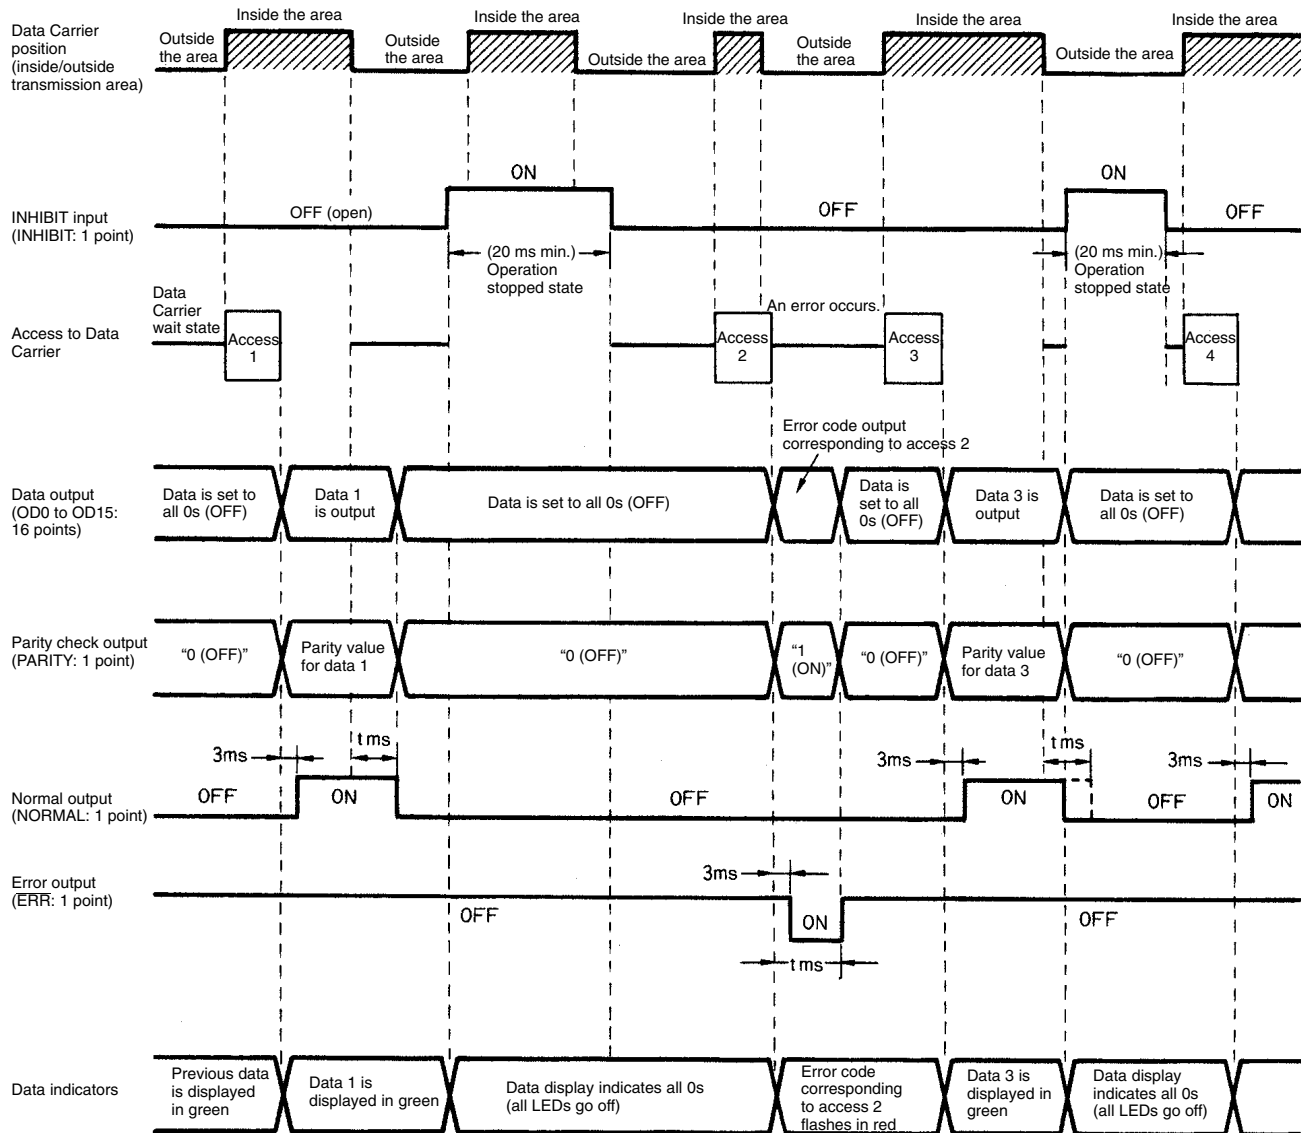 Data Carrier
position
(inside/outside
transmission area)
Outside
the area
Inside the area
Outside
the area
Inside the area
Outside the area
Inside the area
Outside
the area
Inside the area
Outside the area
Inside the area
INHIBIT input
(INHIBIT: 1 point)
OFF (open)
ON
OFF
ON
OFF
(20 ms min.)
Operation
stopped state
(20 ms min.)
Operation
stopped state
Access to Data
Carrier
Data
Carrier
wait state
Access
1
Access
2
An error occurs.
Access
3
Access
4
Error code output
corresponding to access 2
Data output
(OD0 to OD15:
16 points)
Data is set to
all 0s (OFF)
Data 1
is output
Data is set to all 0s (OFF)
Data is
set to all
0s (OFF)
Data 3 is
output
Data is set to
all 0s (OFF)
Parity check output
(PARITY: 1 point)
“0 (OFF)”
Parity value
for data 1
“0 (OFF)”
“1
(ON)”
“0 (OFF)”
Parity value
for data 3
“0 (OFF)”
3ms
t ms
3ms
t ms
3ms
Normal output
(NORMAL: 1 point)
OFF
ON
OFF
ON
OFF
ON
Error output
(ERR: 1 point)
OFF
3ms
ON
t ms
OFF
Data indicators
Previous data
is displayed
in green
Data 1 is
displayed in green
Data display indicates all 0s
(all LEDs go off)
Error code
corresponding
to access 2
flashes in red
Data 3 is
displayed in
green
Data display
indicates all 0s
(all LEDs go off)